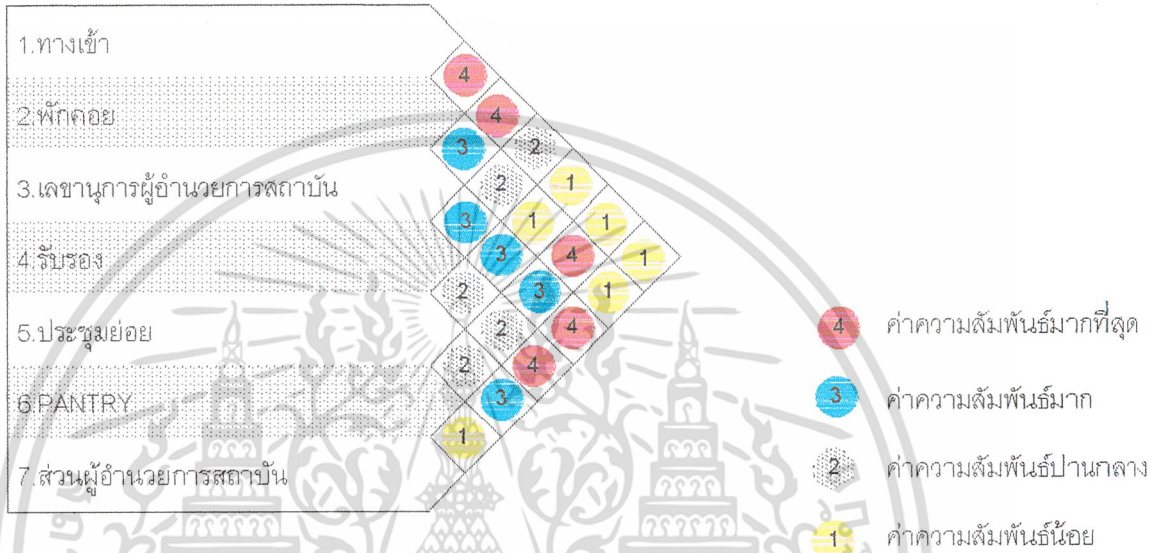 1.ทางเข้า
4
2.พักคอย
4
3 2
3.เลขานุการผู้อำนวยการสถาบัน
2 1
3 1 1
4.รับรอง
3 4 1
2 3 1
5.ประชุมย่อย
2 4
2 4
6.PANTRY
3
1
7.ส่วนผู้อำนวยการสถาบัน
4 ค่าความสัมพันธ์มากที่สุด
3 ค่าความสัมพันธ์มาก
2 ค่าความสัมพันธ์ปานกลาง
1 ค่าความสัมพันธ์น้อย